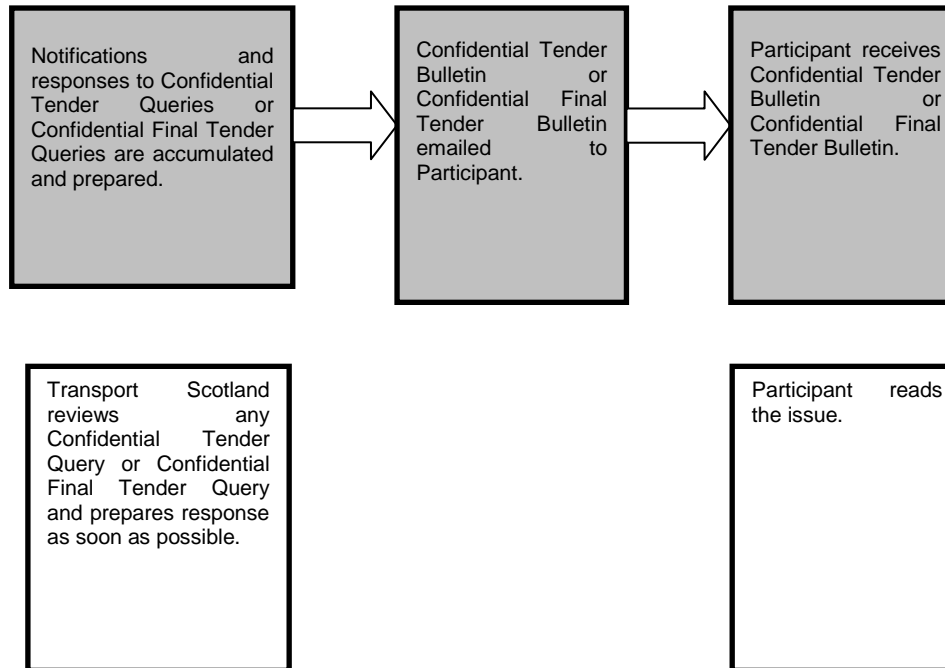 Notifications and
responses to Confidential
Tender Queries or
Confidential Final Tender
Queries are accumulated
and prepared.
Confidential Tender
Bulletin or
Confidential Final
Tender Bulletin
emailed to
Participant.
Participant receives
Confidential Tender
Bulletin or
Confidential Final
Tender Bulletin.
Transport Scotland
reviews any
Confidential Tender
Query or Confidential
Final Tender Query
and prepares response
as soon as possible.
Participant reads
the issue.